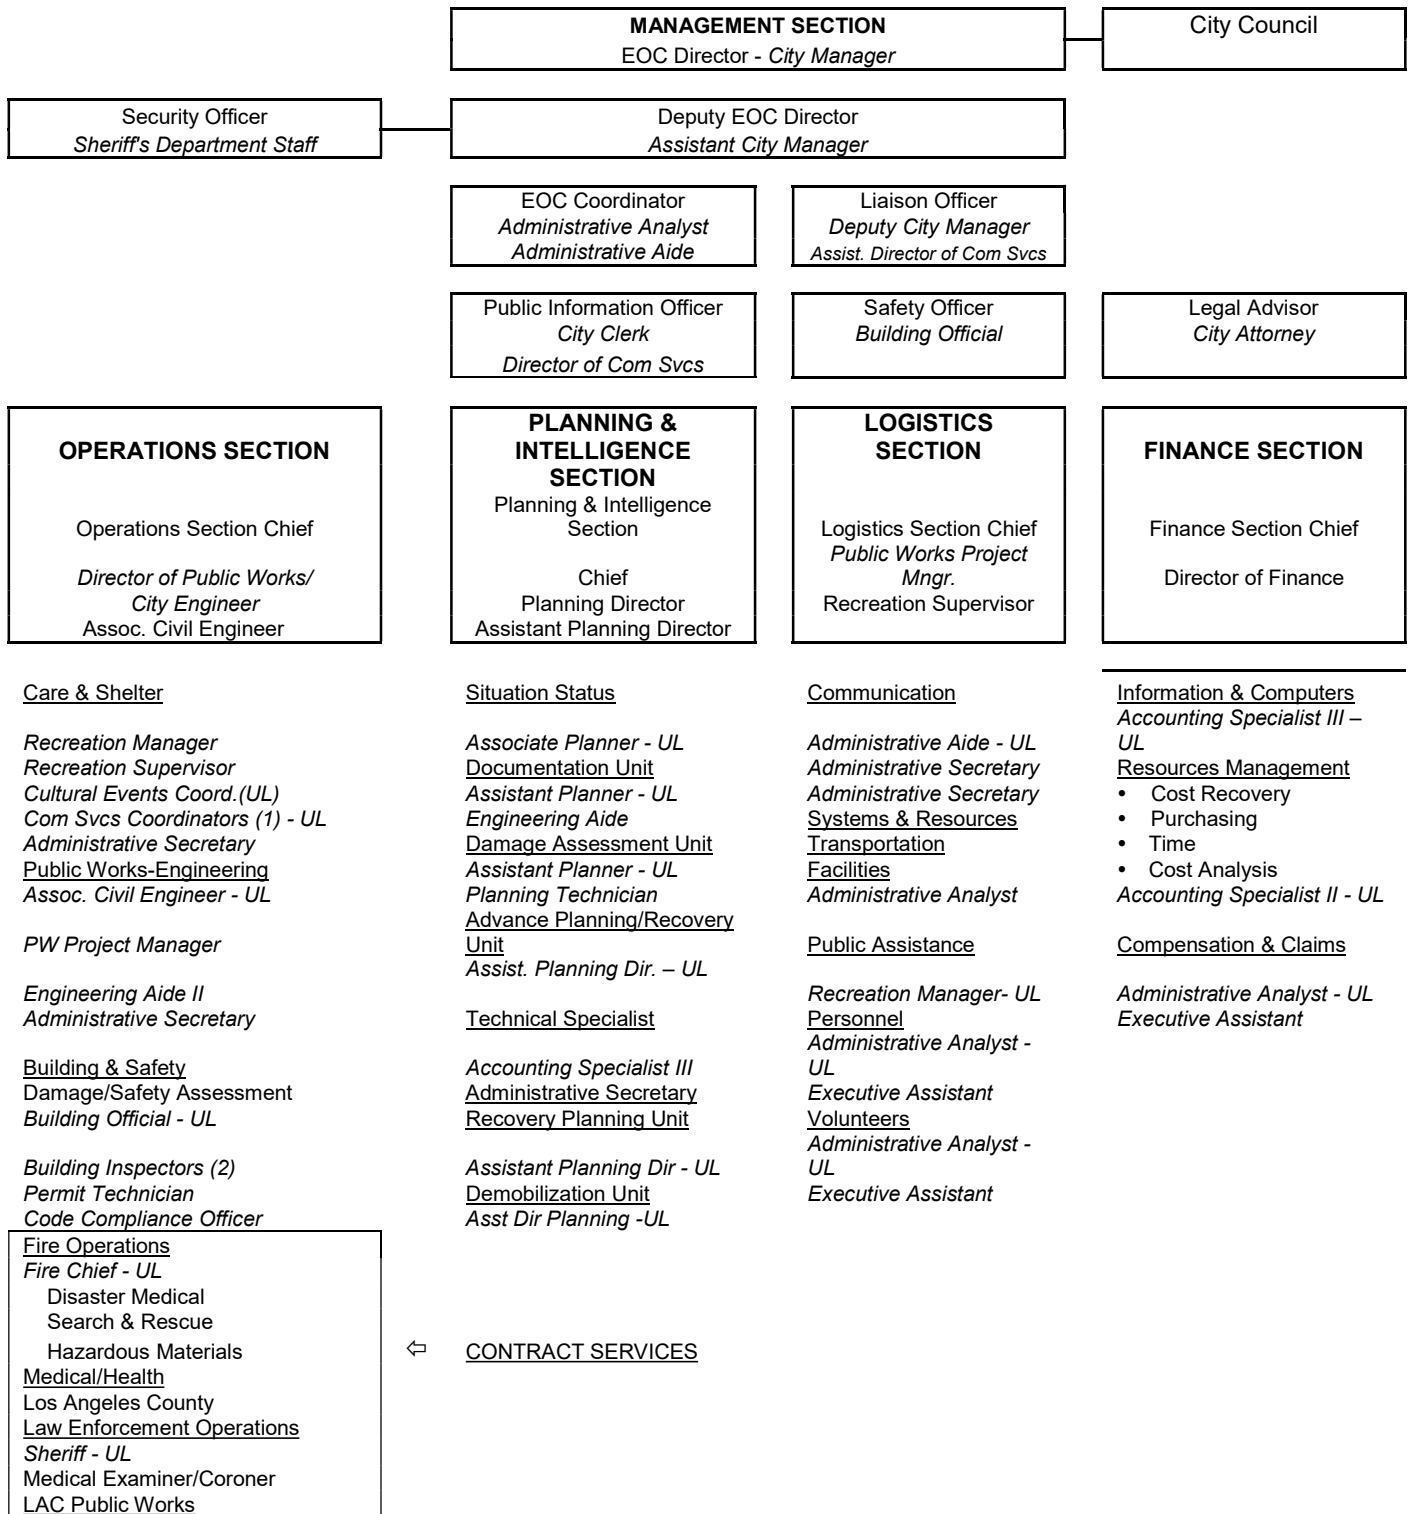 MANAGEMENT SECTION
EOC Director - City Manager
City Council
Security Officer
Sheriff's Department Staff
Deputy EOC Director
Assistant City Manager
EOC Coordinator
Administrative Analyst
Administrative Aide
Liaison Officer
Deputy City Manager
Assist. Director of Com Svcs
Public Information Officer
City Clerk
Director of Com Svcs
Safety Officer
Building Official
Legal Advisor
City Attorney
OPERATIONS SECTION
Operations Section Chief
Director of Public Works/
City Engineer
Assoc. Civil Engineer
PLANNING &
INTELLIGENCE
SECTION
Planning & Intelligence
Section
Chief
Planning Director
Assistant Planning Director
LOGISTICS
SECTION
Logistics Section Chief
Public Works Project
Mngr.
Recreation Supervisor
FINANCE SECTION
Finance Section Chief
Director of Finance
Care & Shelter
Recreation Manager
Recreation Supervisor
Cultural Events Coord.(UL)
Com Svcs Coordinators (1) - UL
Administrative Secretary
Public Works-Engineering
Assoc. Civil Engineer - UL
PW Project Manager
Engineering Aide II
Administrative Secretary
Building & Safety
Damage/Safety Assessment
Building Official - UL
Building Inspectors (2)
Permit Technician
Code Compliance Officer
Fire Operations
Fire Chief - UL
Disaster Medical
Search & Rescue
Hazardous Materials
Medical/Health
Los Angeles County
Law Enforcement Operations
Sheriff - UL
Medical Examiner/Coroner
LAC Public Works
Situation Status
Associate Planner - UL
Documentation Unit
Assistant Planner - UL
Engineering Aide
Damage Assessment Unit
Assistant Planner - UL
Planning Technician
Advance Planning/Recovery
Unit
Assist. Planning Dir. – UL
Technical Specialist
Accounting Specialist III
Administrative Secretary
Recovery Planning Unit
Assistant Planning Dir - UL
Demobilization Unit
Asst Dir Planning -UL
⇦ CONTRACT SERVICES
Communication
Administrative Aide - UL
Administrative Secretary
Administrative Secretary
Systems & Resources
Transportation
Facilities
Administrative Analyst
Public Assistance
Recreation Manager- UL
Personnel
Administrative Analyst -
UL
Executive Assistant
Volunteers
Administrative Analyst -
UL
Executive Assistant
Information & Computers
Accounting Specialist III –
UL
Resources Management
• Cost Recovery
• Purchasing
• Time
• Cost Analysis
Accounting Specialist II - UL
Compensation & Claims
Administrative Analyst - UL
Executive Assistant